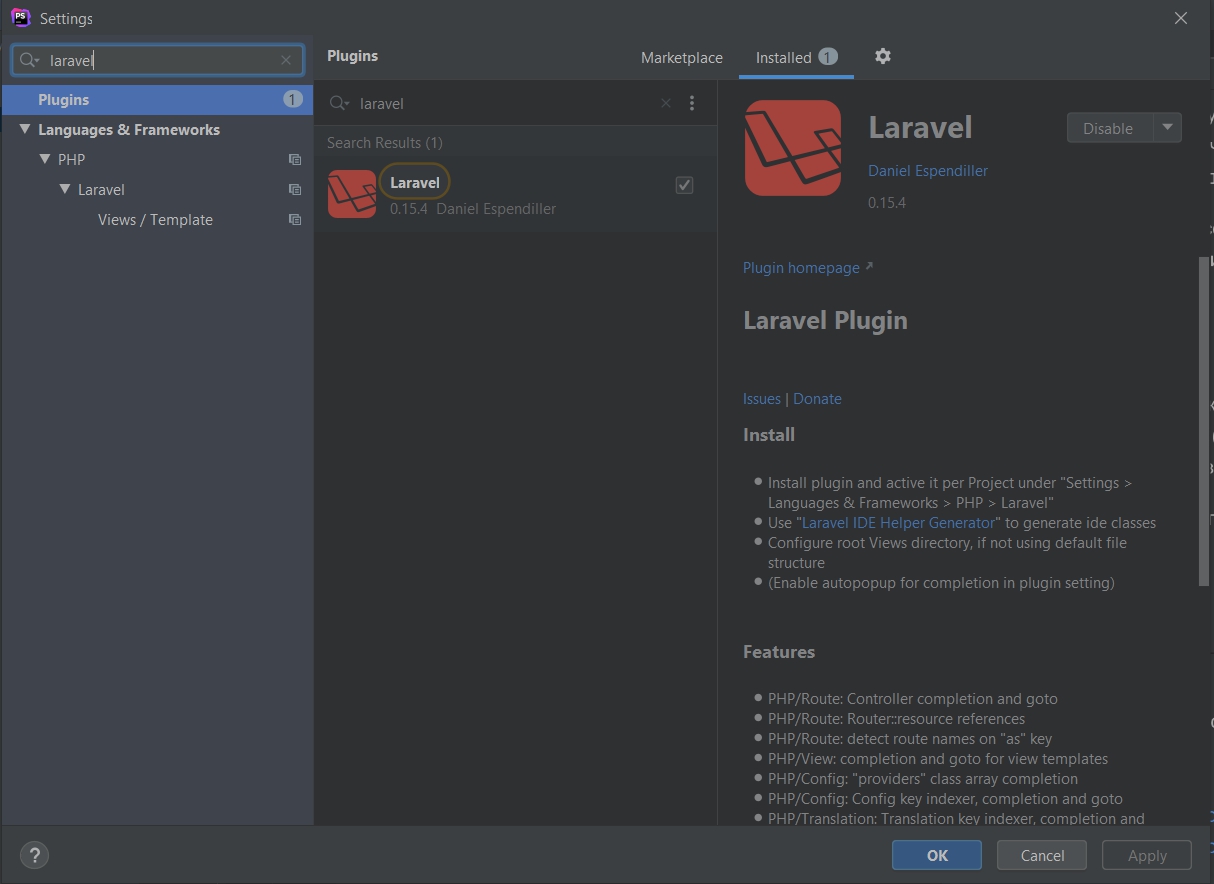 PS Settings
laravel
Plugins 1
Languages & Frameworks
PHP
Laravel
Views / Template
Plugins
Marketplace
Installed 1
laravel
Search Results (1)
Laravel
0.15.4 Daniel Espendiller
Laravel
Disable
Daniel Espendiller
0.15.4
Plugin homepage ↗
Laravel Plugin
Issues | Donate
Install
● Install plugin and active it per Project under "Settings >
Languages & Frameworks > PHP > Laravel"
● Use "Laravel IDE Helper Generator" to generate ide classes
● Configure root Views directory, if not using default file
structure
● (Enable autopopup for completion in plugin setting)
Features
● PHP/Route: Controller completion and goto
● PHP/Route: Router::resource references
● PHP/Route: detect route names on "as" key
● PHP/View: completion and goto for view templates
● PHP/Config: "providers" class array completion
● PHP/Config: Config key indexer, completion and goto
● PHP/Translation: Translation key indexer, completion and
?
OK
Cancel
Apply